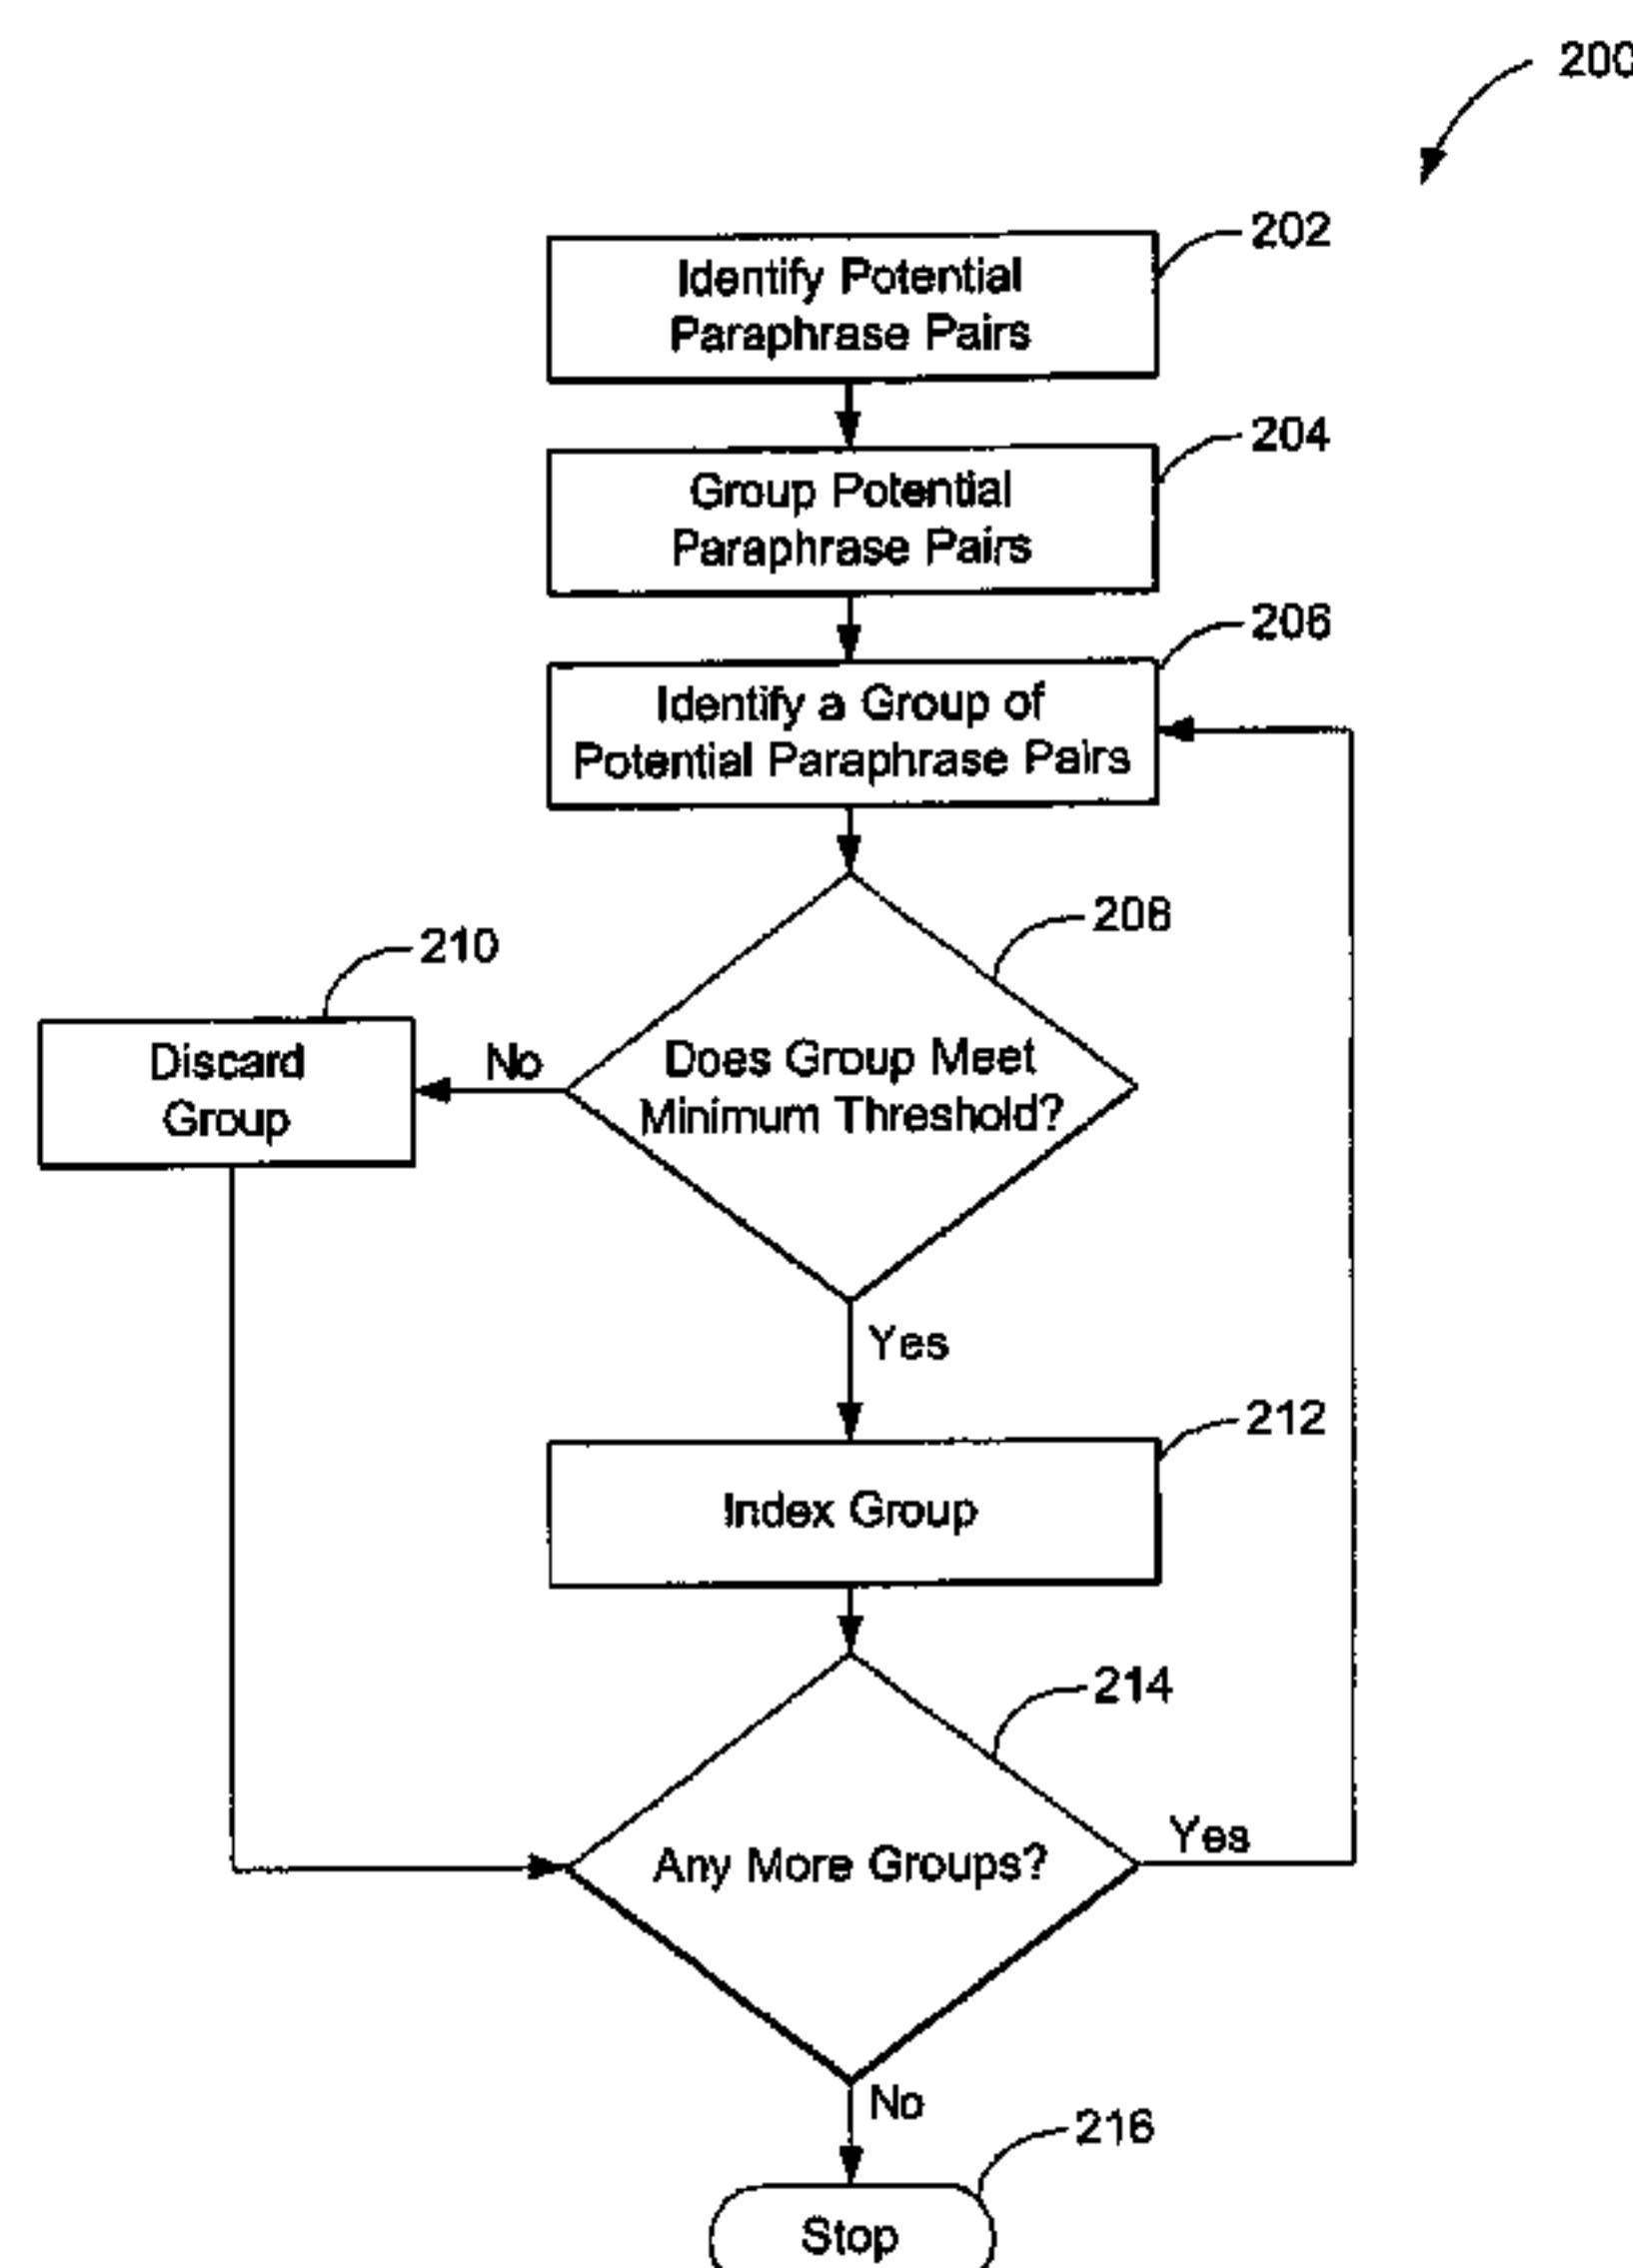 200
202
Identify Potential
Paraphrase Pairs
204
Group Potential
Paraphrase Pairs
206
Identify a Group of
Potential Paraphrase Pairs
208
210
Discard
Group
No
Does Group Meet
Minimum Threshold?
Yes
212
Index Group
214
Any More Groups?
Yes
No
216
Stop